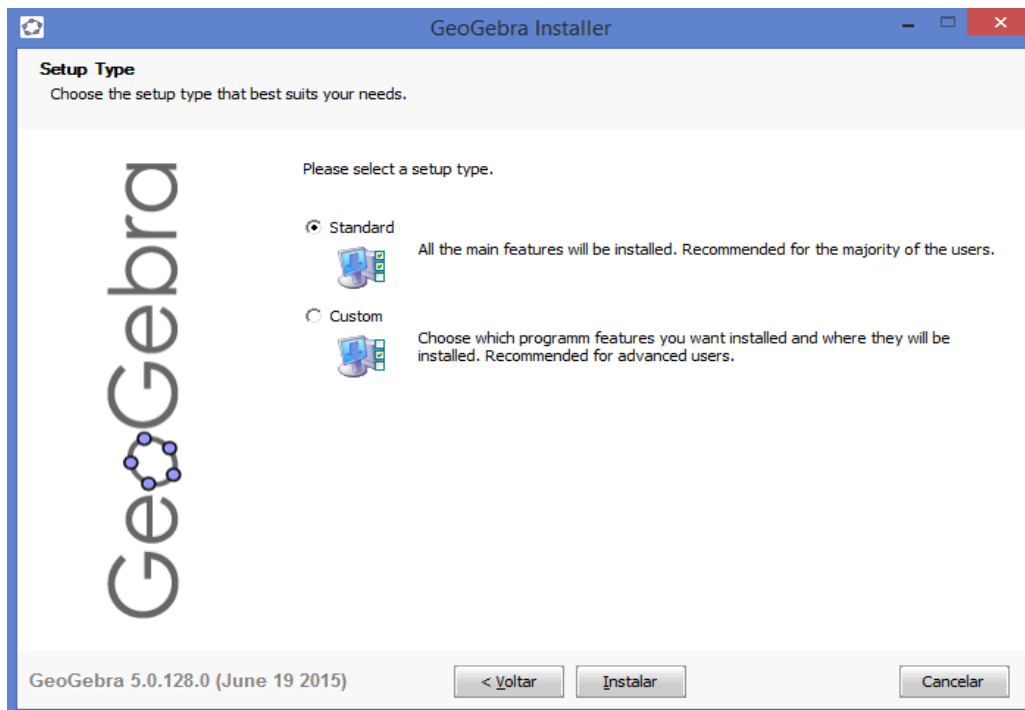 GeoGebra Installer
Setup Type
Choose the setup type that best suits your needs.
GeoGebra
Please select a setup type.
Standard
All the main features will be installed. Recommended for the majority of the users.
Custom
Choose which programm features you want installed and where they will be
installed. Recommended for advanced users.
GeoGebra 5.0.128.0 (June 19 2015)
< Voltar
Instalar
Cancelar